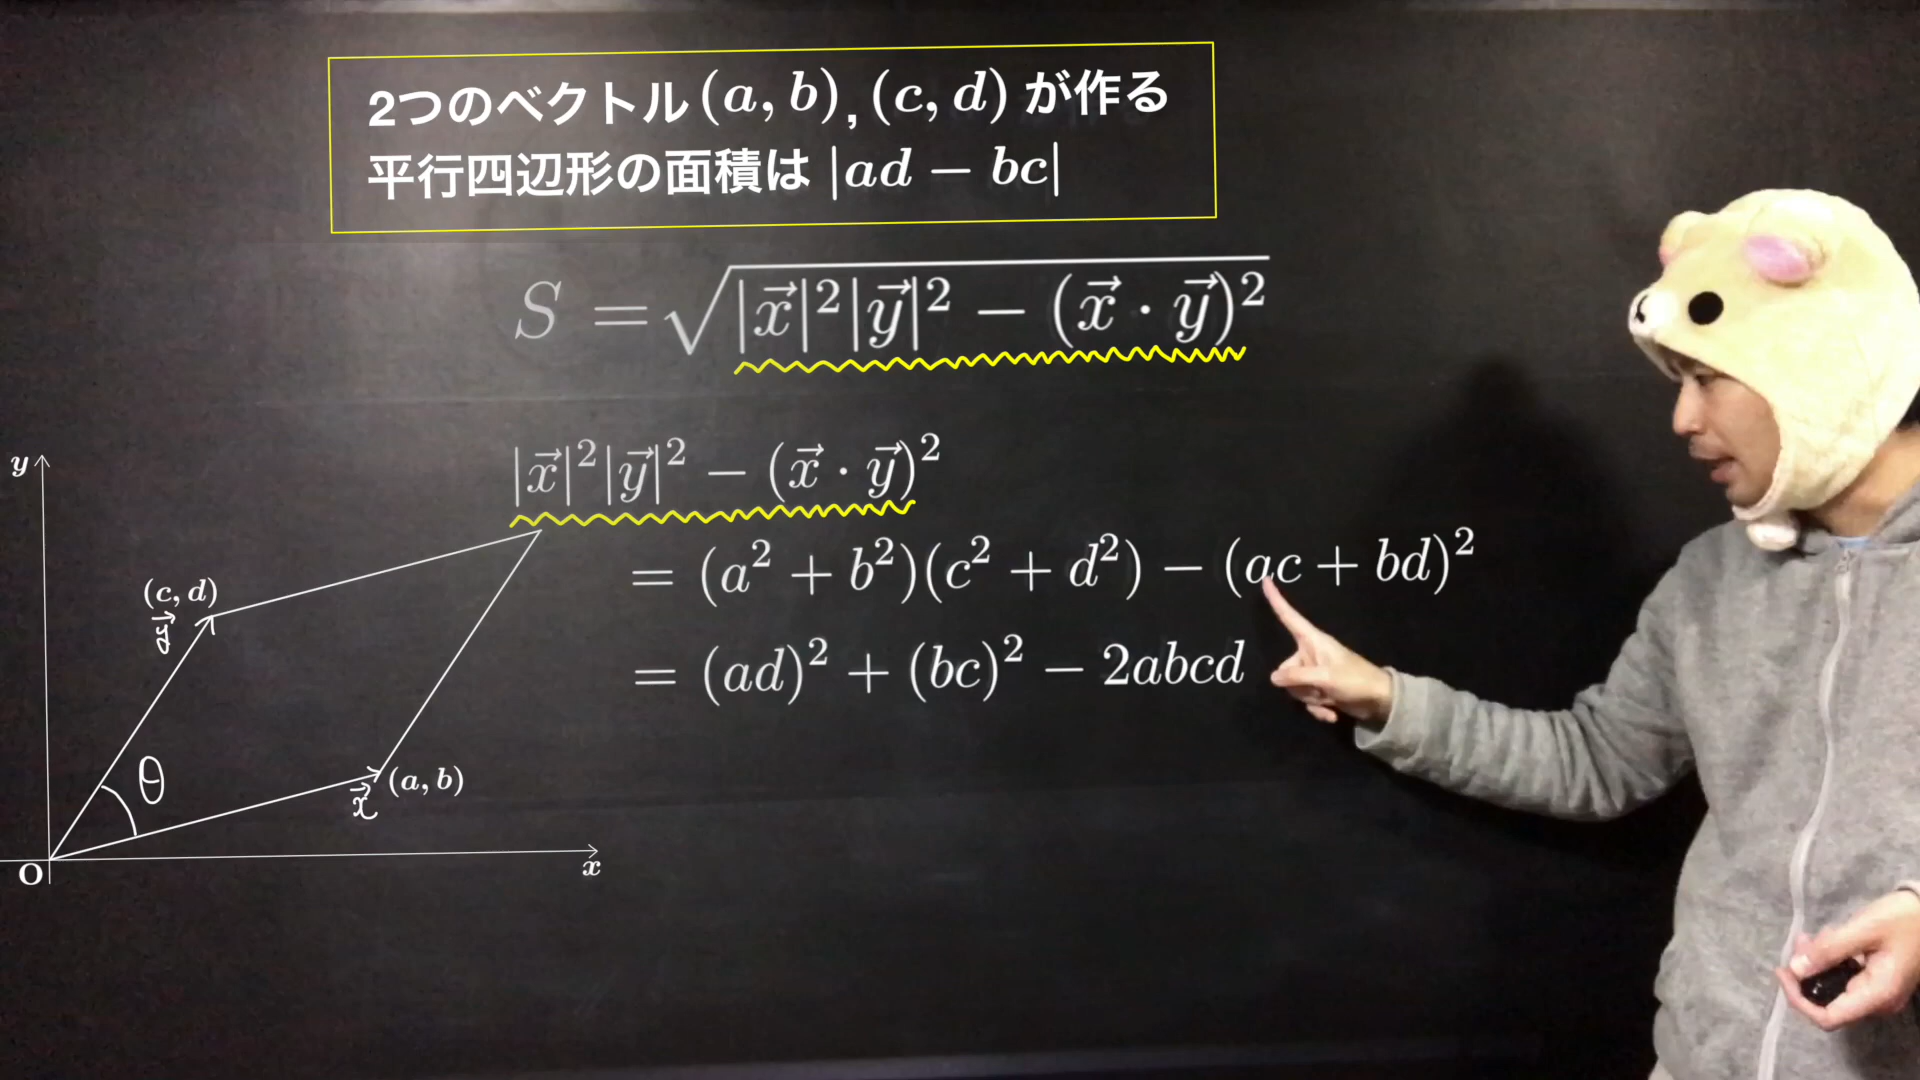 2つのベクトル(a, b), (c, d) が作る
平行四辺形の面積は |ad − bc|
S = √(|x⃗|²|y⃗|² − (x⃗ · y⃗)²)
|x⃗|²|y⃗|² − (x⃗ · y⃗)²
= (a² + b²)(c² + d²) − (ac + bd)²
= (ad)² + (bc)² − 2abcd
y
(c, d)
y⃗
θ
(a, b)
x⃗
O
x